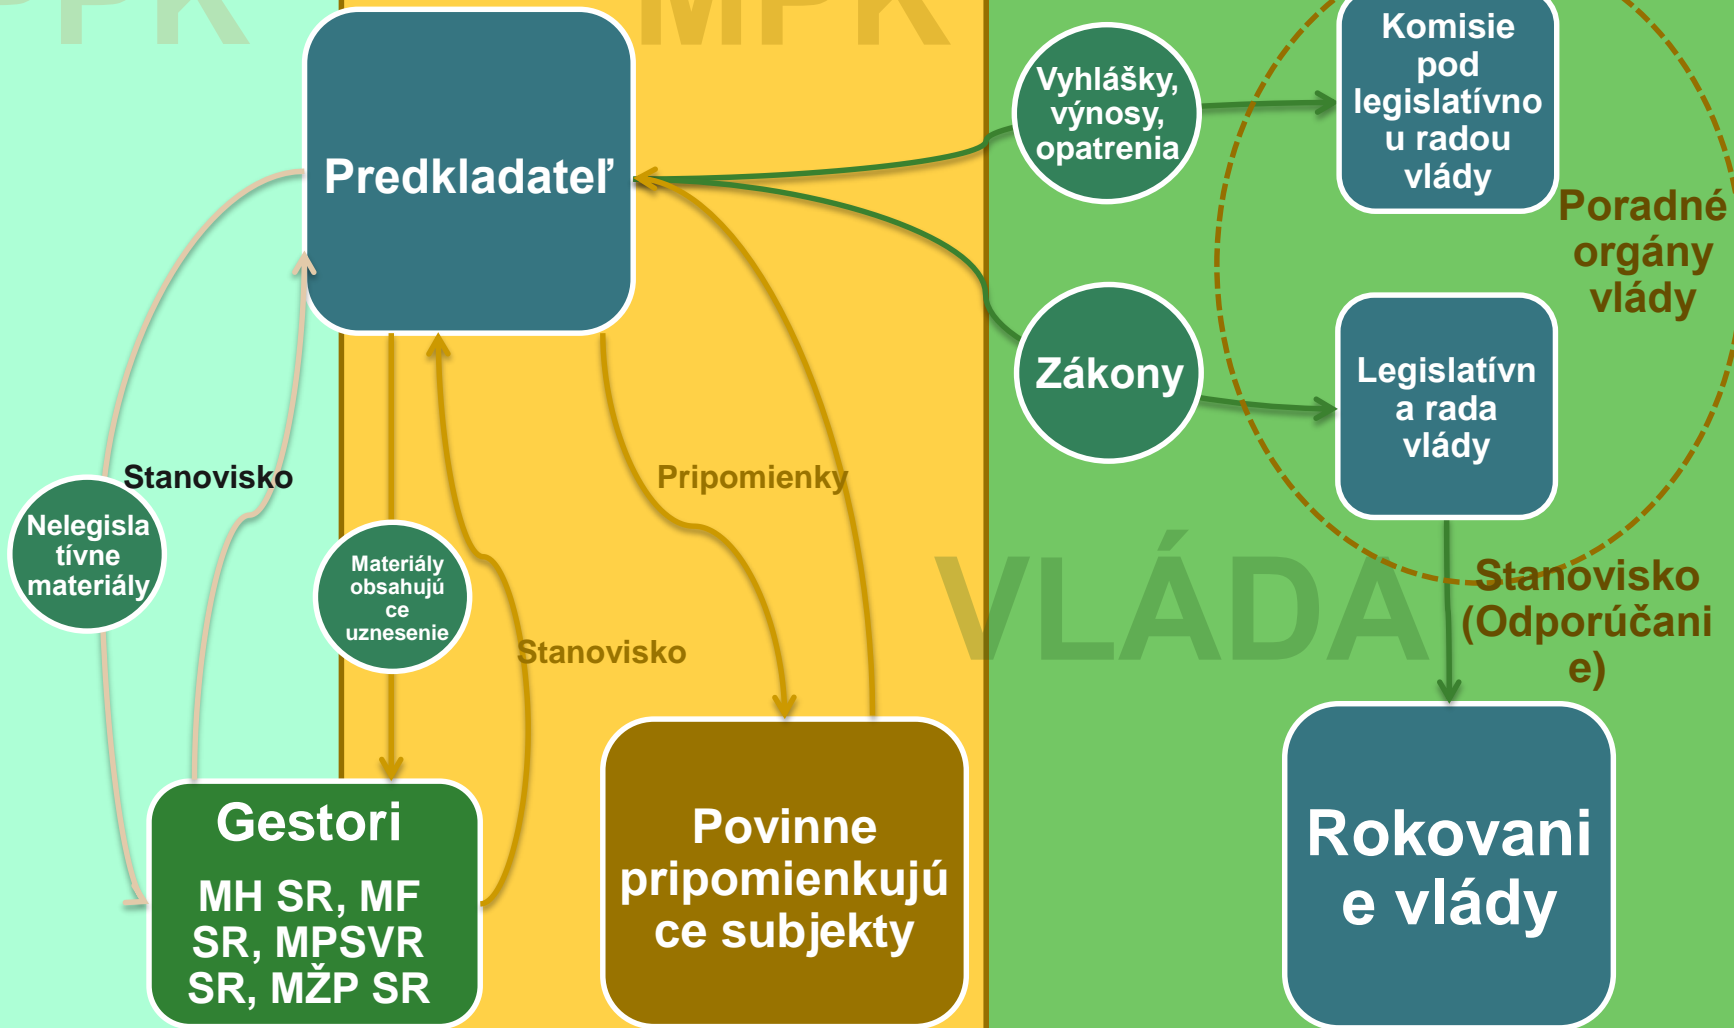 PPK
MPK
Predkladateľ
Vyhlášky,
výnosy,
opatrenia
Komisie
pod
legislatívno
u radou
vlády
Poradné
orgány
vlády
Zákony
Legislatívn
a rada
vlády
Stanovisko
Nelegisla
tívne
materiály
Materiály
obsahujú
ce
uznesenie
Stanovisko
Pripomienky
VLÁDA
Stanovisko
(Odporúčani
e)
Gestori
MH SR, MF
SR, MPSVR
SR, MŽP SR
Povinne
pripomienkujú
ce subjekty
Rokovani
e vlády